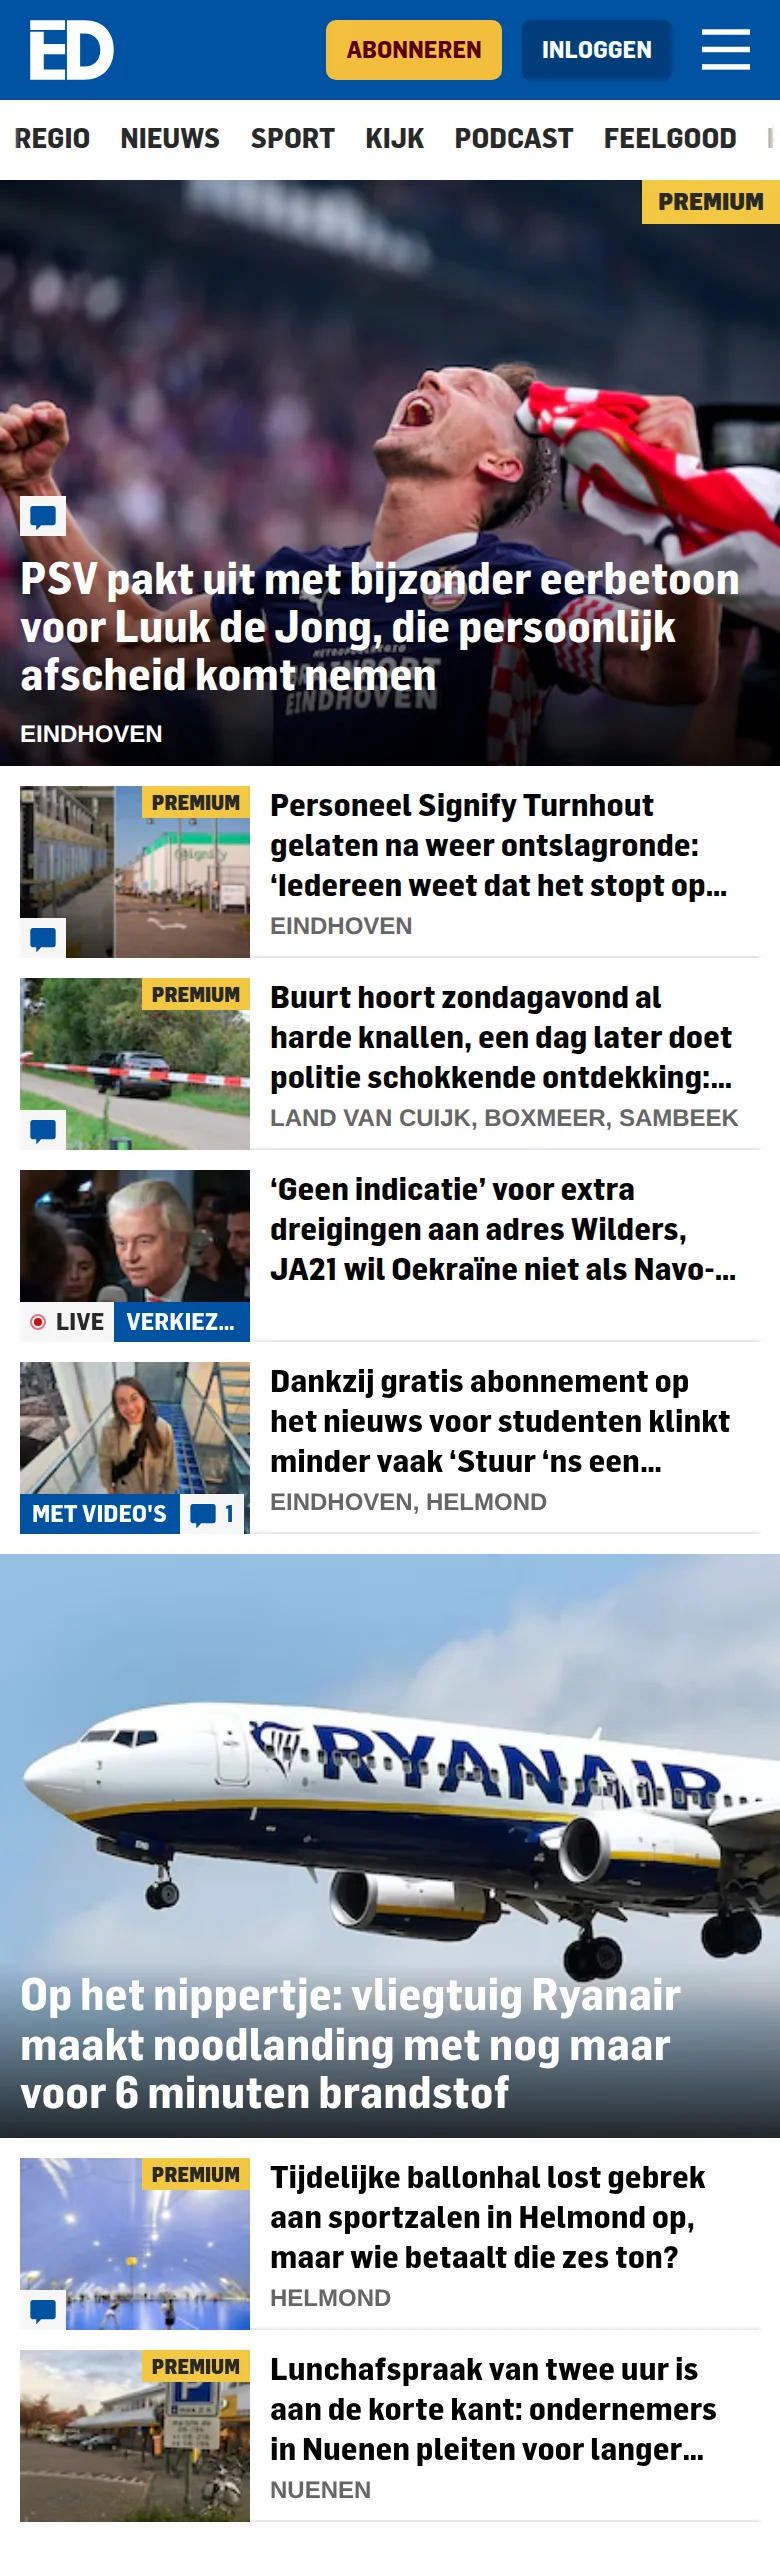 ED
ABONNEREN
INLOGGEN
REGIO NIEUWS SPORT KIJK PODCAST FEELGOOD
PREMIUM
PSV pakt uit met bijzonder eerbetoon
voor Luuk de Jong, die persoonlijk
afscheid komt nemen
METROPOOLREGIO
BRAINPORT
EINDHOVEN
EINDHOVEN
PREMIUM
Signify
Personeel Signify Turnhout
gelaten na weer ontslagronde:
‘Iedereen weet dat het stopt op...
EINDHOVEN
PREMIUM
Buurt hoort zondagavond al
harde knallen, een dag later doet
politie schokkende ontdekking:...
LAND VAN CUIJK, BOXMEER, SAMBEEK
‘Geen indicatie’ voor extra
dreigingen aan adres Wilders,
JA21 wil Oekraïne niet als Navo-...
LIVE
VERKIEZ...
Dankzij gratis abonnement op
het nieuws voor studenten klinkt
minder vaak ‘Stuur ‘ns een...
EINDHOVEN, HELMOND
MET VIDEO'S
1
RYANAIR
Op het nippertje: vliegtuig Ryanair
maakt noodlanding met nog maar
voor 6 minuten brandstof
PREMIUM
Tijdelijke ballonhal lost gebrek
aan sportzalen in Helmond op,
maar wie betaalt die zes ton?
HELMOND
PREMIUM
P
Lunchafspraak van twee uur is
aan de korte kant: ondernemers
in Nuenen pleiten voor langer...
NUENEN